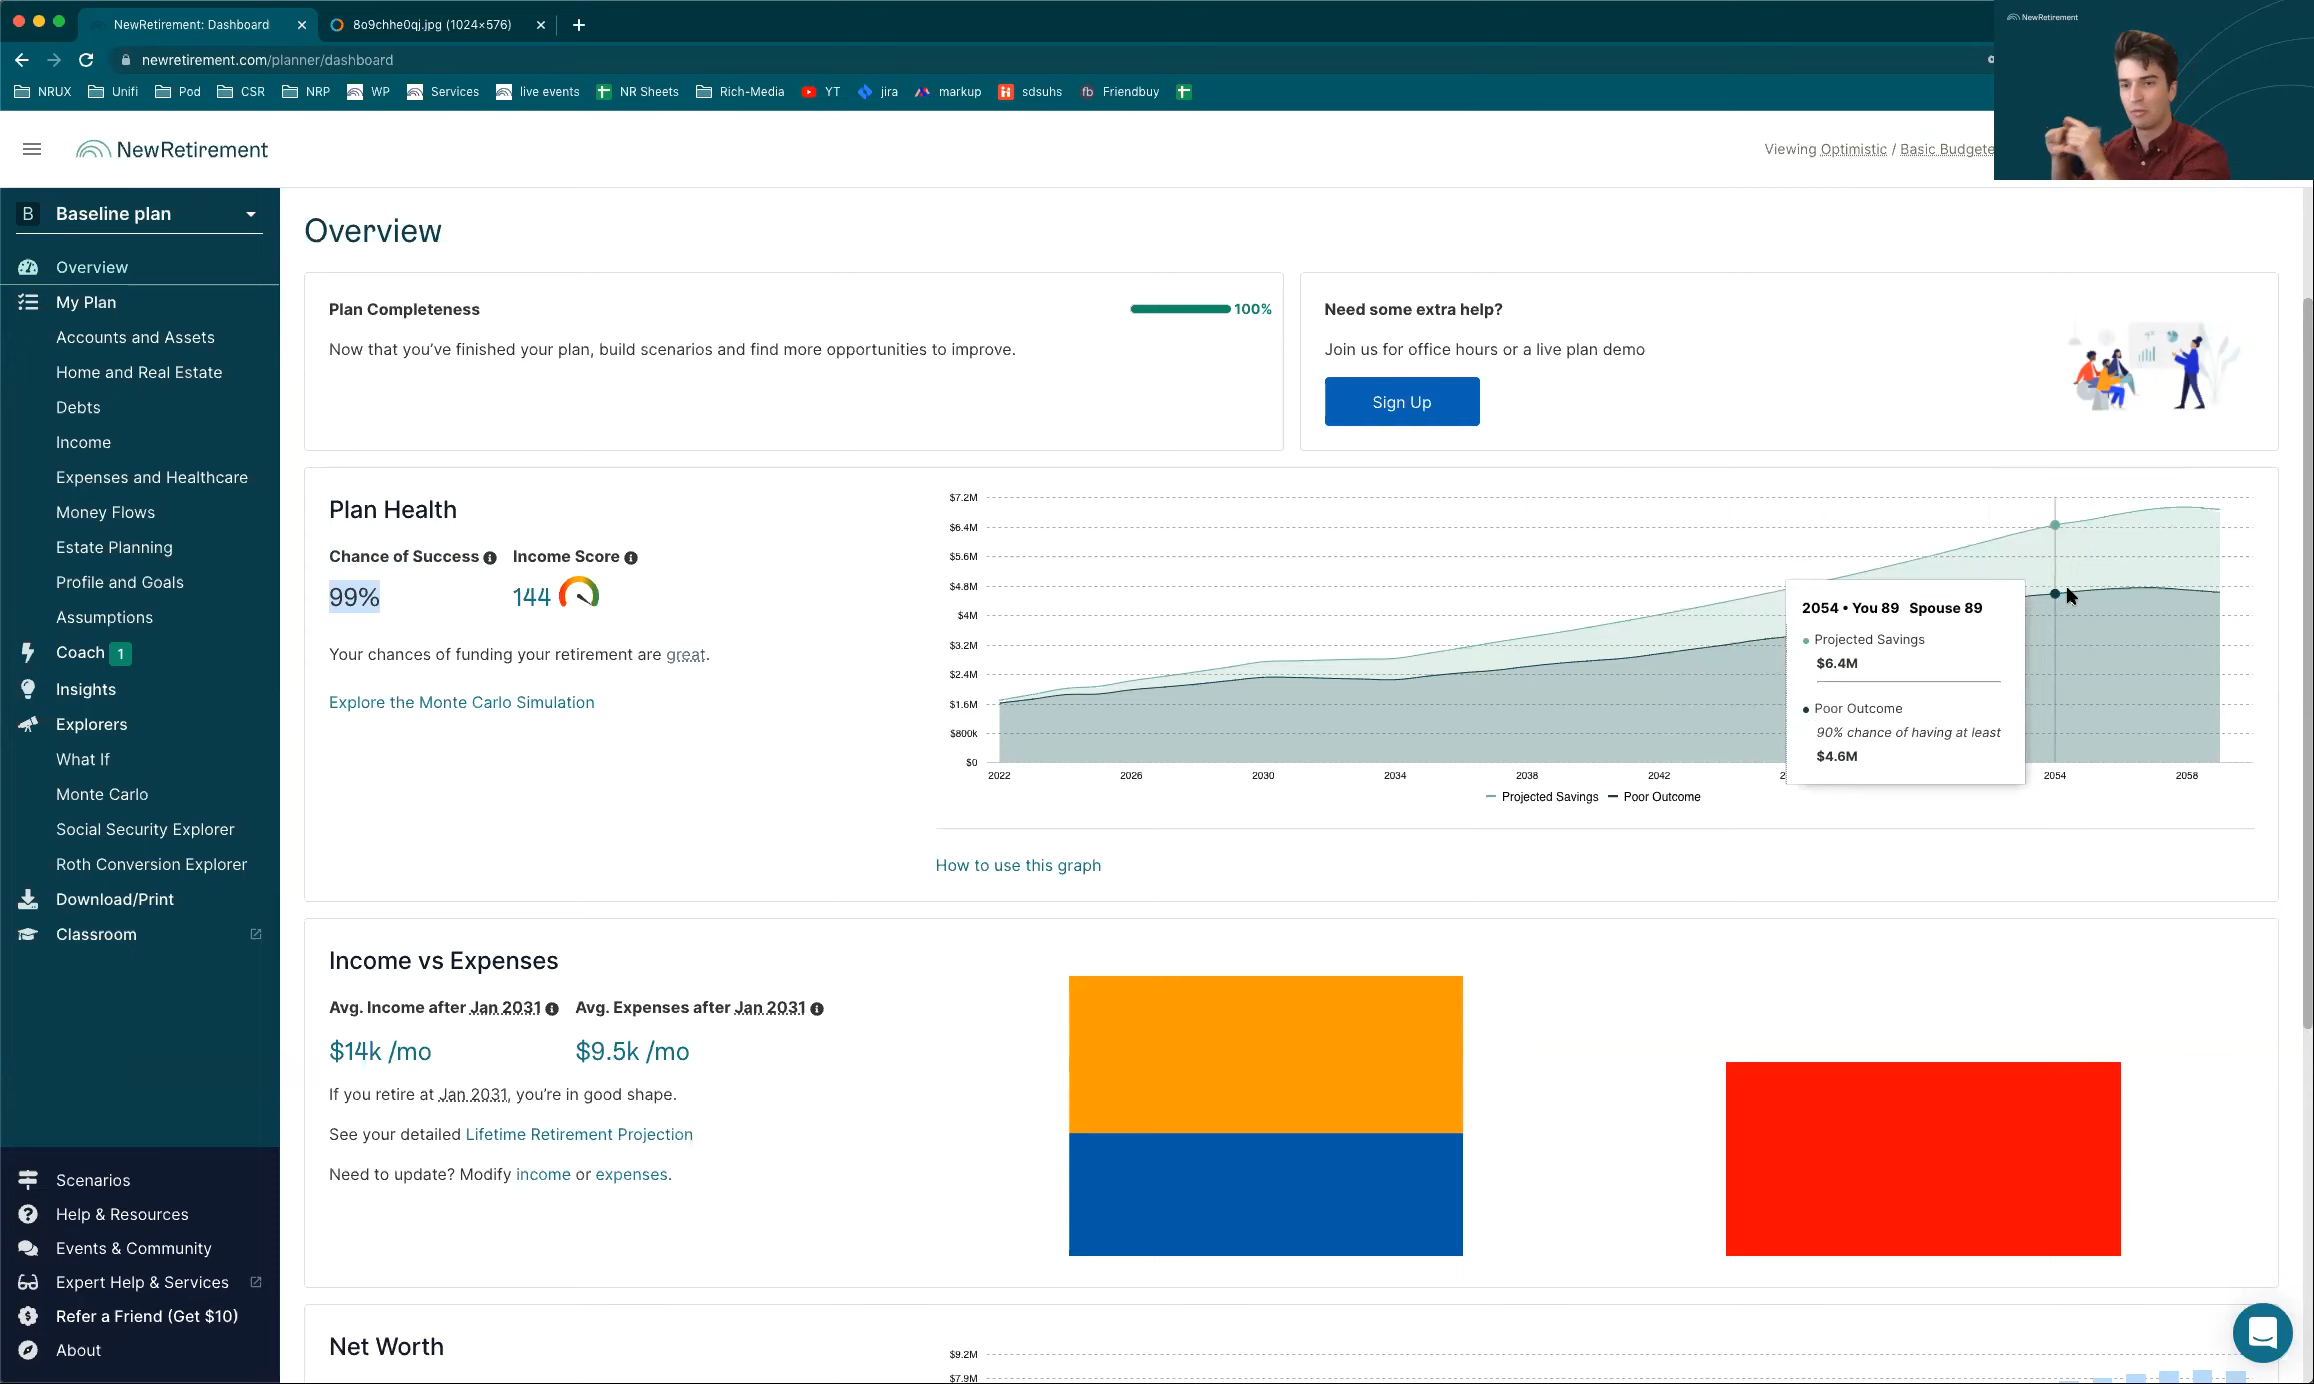 NewRetirement: Dashboard
8o9chhe0qj.jpg (1024×576)
newretirement.com/planner/dashboard
NRUX
Unifi
Pod
CSR
NRP
WP
Services
live events
NR Sheets
Rich-Media
YT
jira
markup
sdsuhs
fb Friendbuy
NewRetirement
NewRetirement
Viewing Optimistic / Basic Budgete
B Baseline plan
Overview
My Plan
Accounts and Assets
Home and Real Estate
Debts
Income
Expenses and Healthcare
Money Flows
Estate Planning
Profile and Goals
Assumptions
Coach 1
Insights
Explorers
What If
Monte Carlo
Social Security Explorer
Roth Conversion Explorer
Download/Print
Classroom
Scenarios
Help & Resources
Events & Community
Expert Help & Services
Refer a Friend (Get $10)
About
Overview
Plan Completeness
100%
Now that you’ve finished your plan, build scenarios and find more opportunities to improve.
Need some extra help?
Join us for office hours or a live plan demo
Sign Up
Plan Health
Chance of Success
Income Score
99%
144
Your chances of funding your retirement are great.
Explore the Monte Carlo Simulation
$7.2M
$6.4M
$5.6M
$4.8M
$4M
$3.2M
$2.4M
$1.6M
$800k
$0
2022
2026
2030
2034
2038
2042
2
2054
2058
2054 • You 89 Spouse 89
Projected Savings
$6.4M
Poor Outcome
90% chance of having at least
$4.6M
Projected Savings
Poor Outcome
How to use this graph
Income vs Expenses
Avg. Income after Jan 2031
Avg. Expenses after Jan 2031
$14k /mo
$9.5k /mo
If you retire at Jan 2031, you’re in good shape.
See your detailed Lifetime Retirement Projection
Need to update? Modify income or expenses.
Net Worth
$9.2M
$7.9M